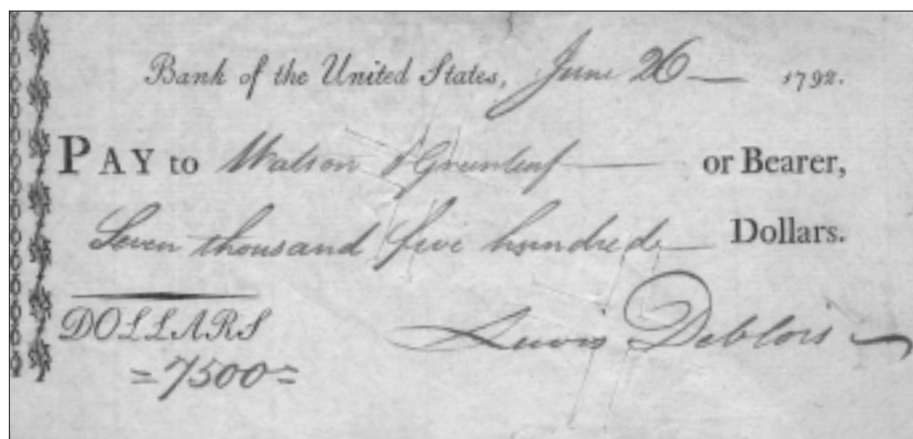 Bank of the United States, June 26 — 1792.
PAY to Watson & Greenleaf — or Bearer,
Seven thousand five hundred — Dollars.
DOLLARS Lewis Deblois
=7500=